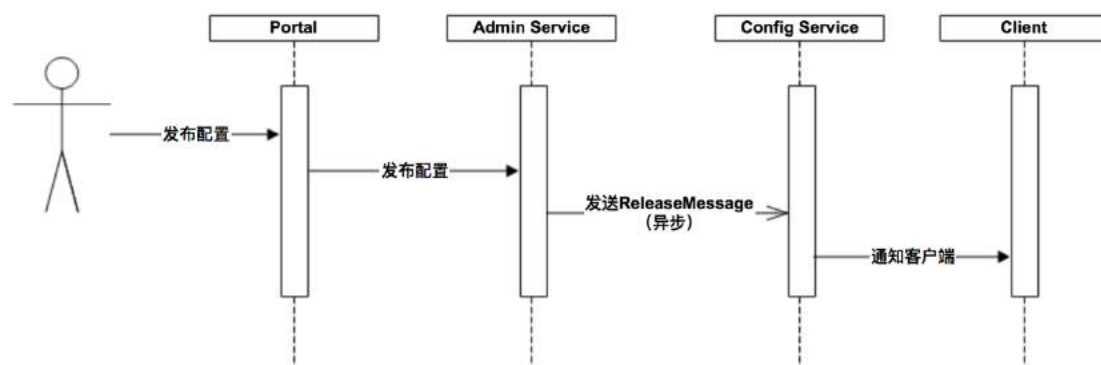 Portal
Admin Service
Config Service
Client
发布配置
发布配置
发送ReleaseMessage
（异步）
通知客户端